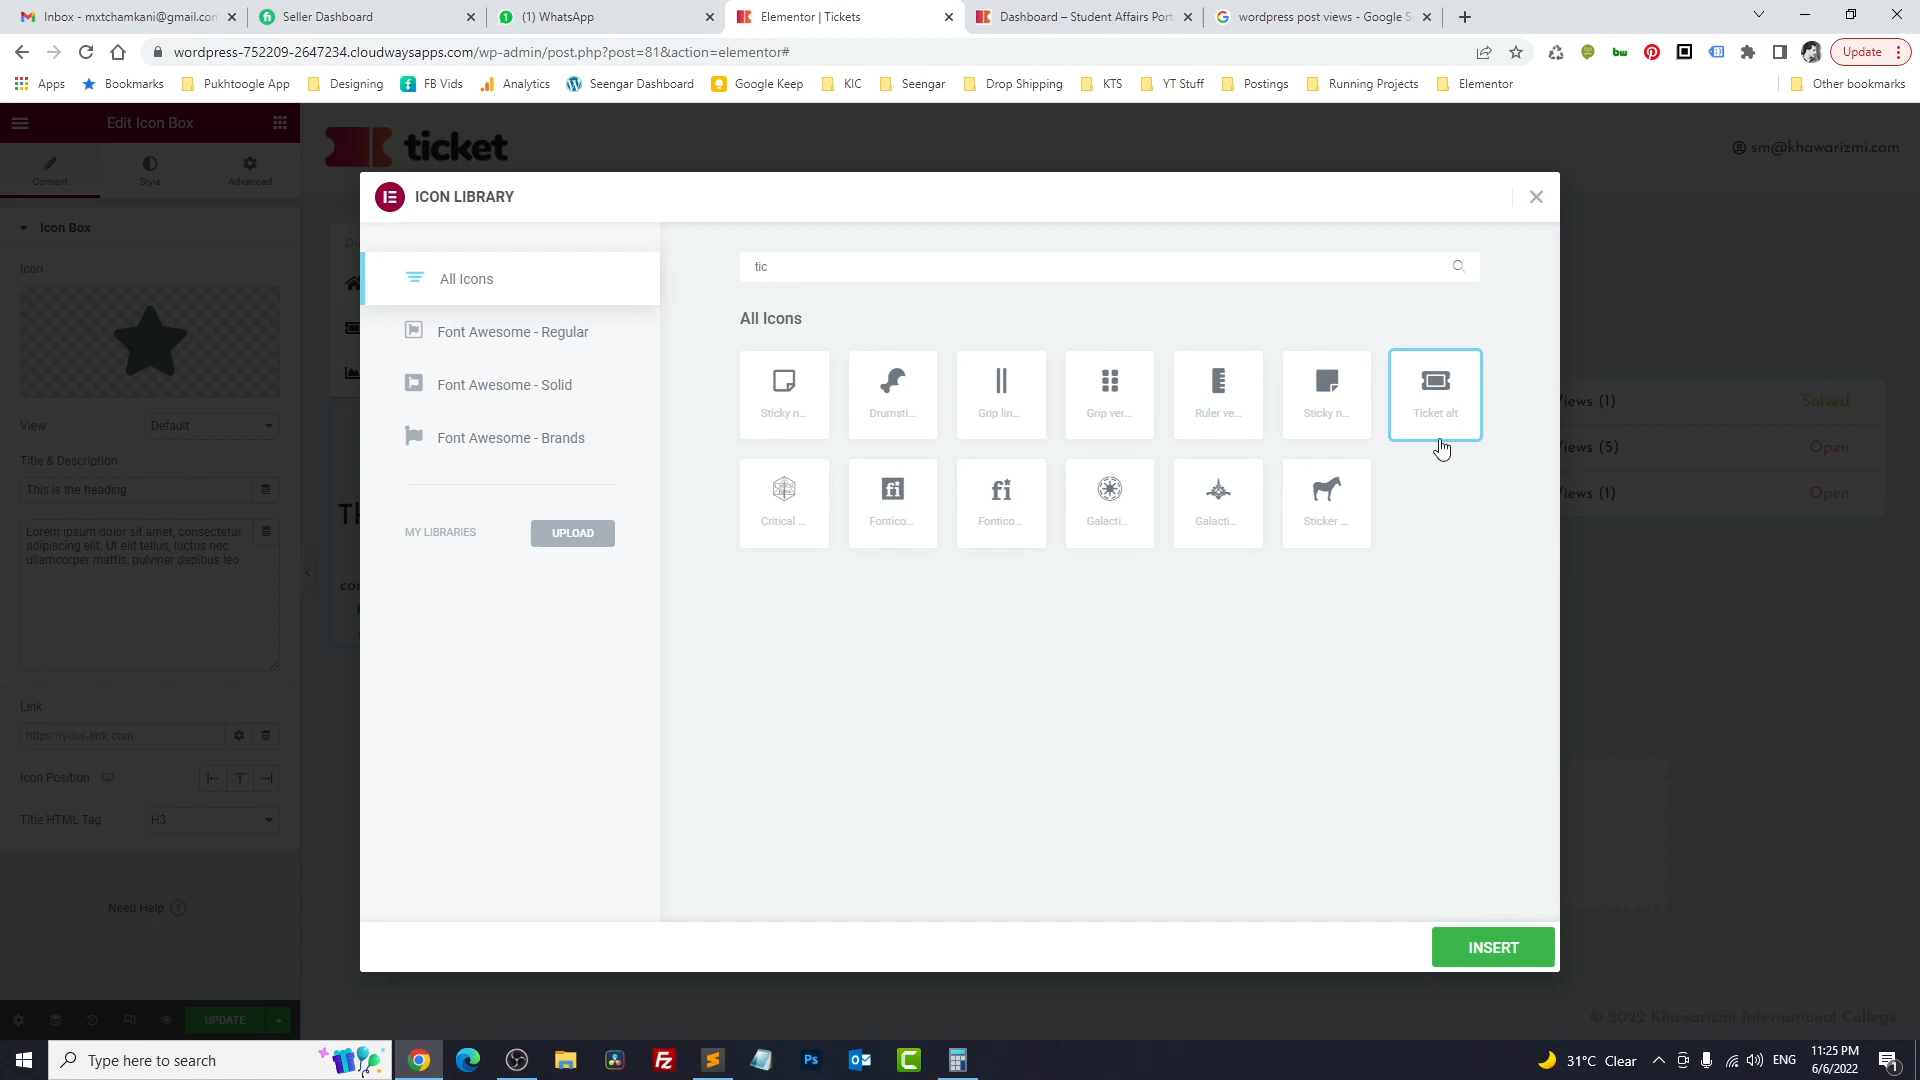 Inbox - mxtchamkani@gmail.con
Seller Dashboard
(1) WhatsApp
Elementor | Tickets
Dashboard – Student Affairs Port
wordpress post views - Google S
wordpress-752209-2647234.cloudwaysapps.com/wp-admin/post.php?post=81&action=elementor#
Update
Apps
Bookmarks
Pukhtoogle App
Designing
FB Vids
Analytics
Seengar Dashboard
Google Keep
KIC
Seengar
Drop Shipping
KTS
YT Stuff
Postings
Running Projects
Elementor
Other bookmarks
Edit Icon Box
ticket
sm@khawarizmi.com
Content
Style
Advanced
ICON LIBRARY
Icon Box
Icon
View
Default
Title & Description
This is the heading
Lorem ipsum dolor sit amet, consectetur
adipiscing elit. Ut elit tellus, luctus nec
ullamcorper mattis, pulvinar dapibus leo.
Link
https://your-link.com
Icon Position
Title HTML Tag
H3
Need Help
UPDATE
All Icons
Font Awesome - Regular
Font Awesome - Solid
Font Awesome - Brands
MY LIBRARIES
UPLOAD
tic
All Icons
Sticky n...
Drumsti...
Grip lin...
Grip ver...
Ruler ve...
Sticky n...
Ticket alt
Critical ...
Fontico...
Fontico...
Galacti...
Galacti...
Sticker ...
INSERT
iews (1)
Solved
iews (5)
Open
iews (1)
Open
© 2022 Khawarizmi International College
Type here to search
31°C Clear
ENG
11:25 PM
6/6/2022
1